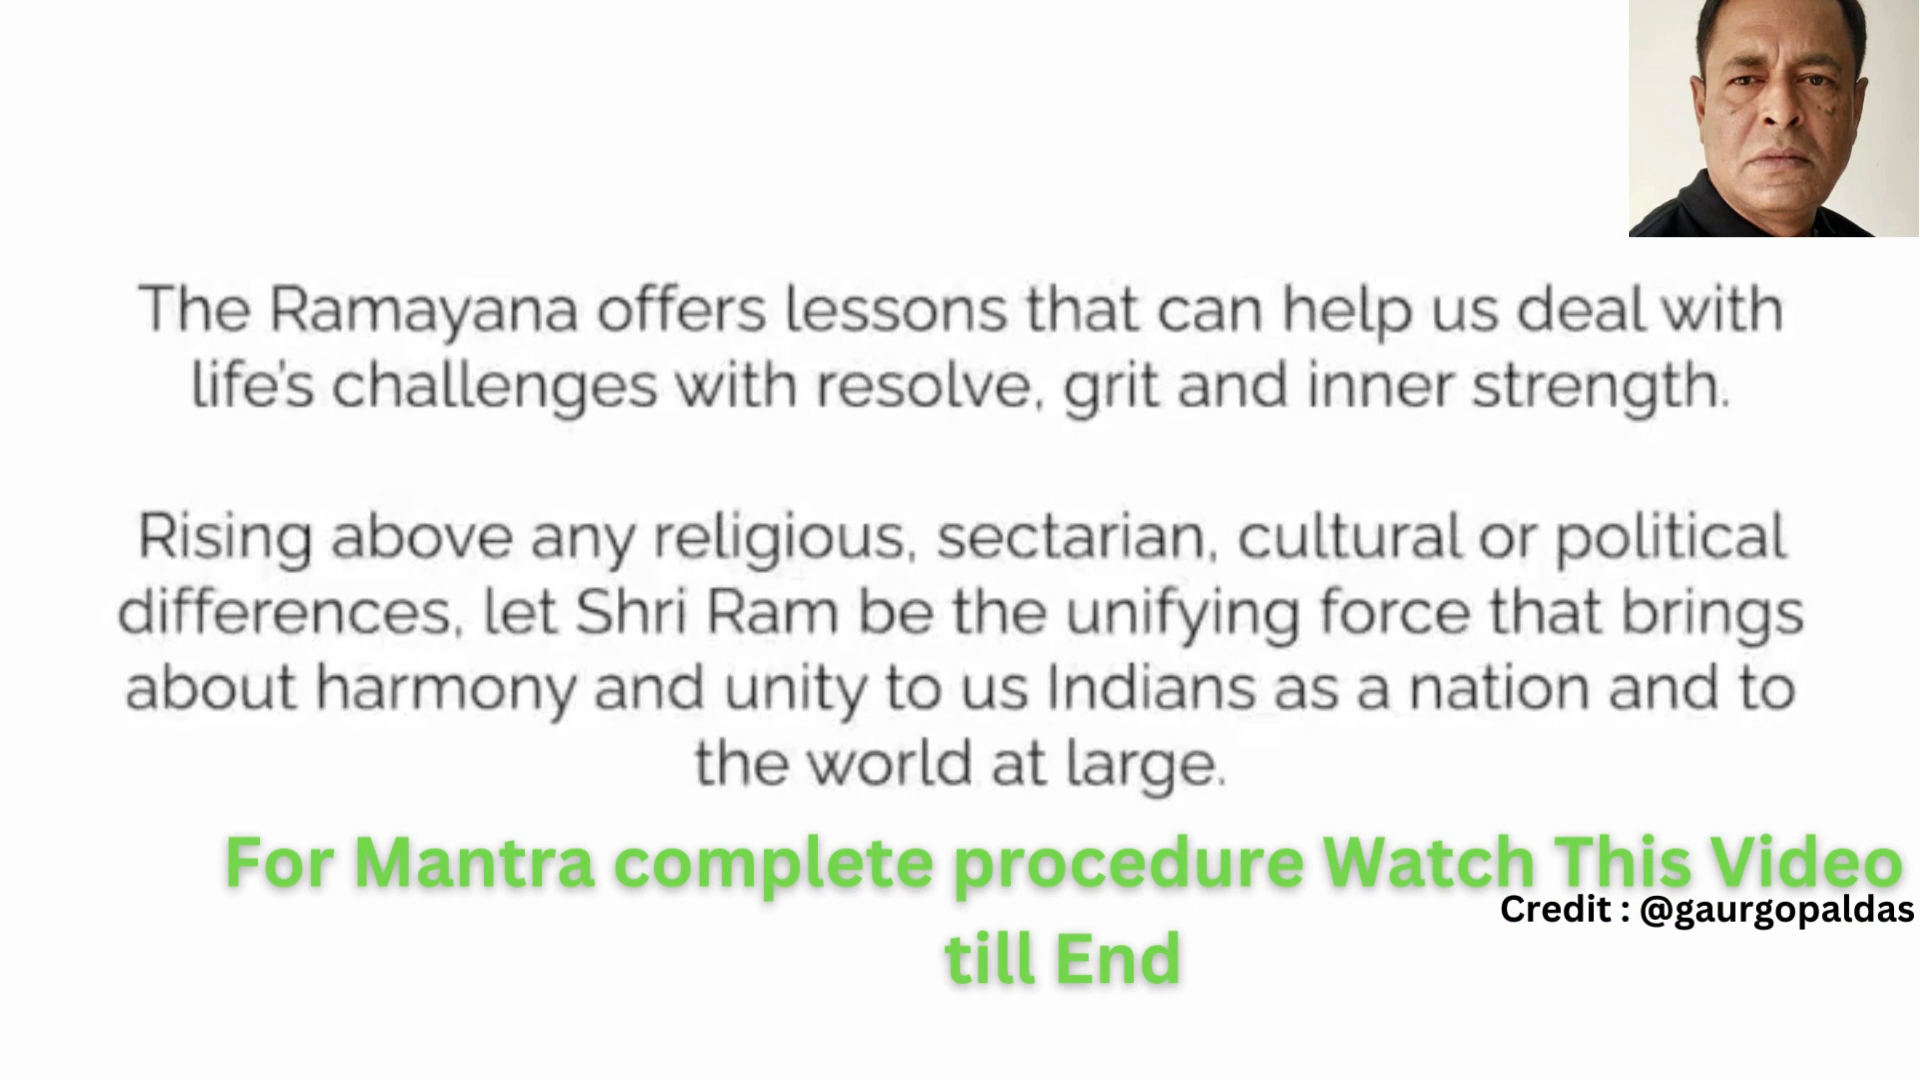 The Ramayana offers lessons that can help us deal with
life's challenges with resolve, grit and inner strength.
Rising above any religious, sectarian, cultural or political
differences, let Shri Ram be the unifying force that brings
about harmony and unity to us Indians as a nation and to
the world at large.
For Mantra complete procedure Watch This Video
Credit : @gaurgopaldas
till End